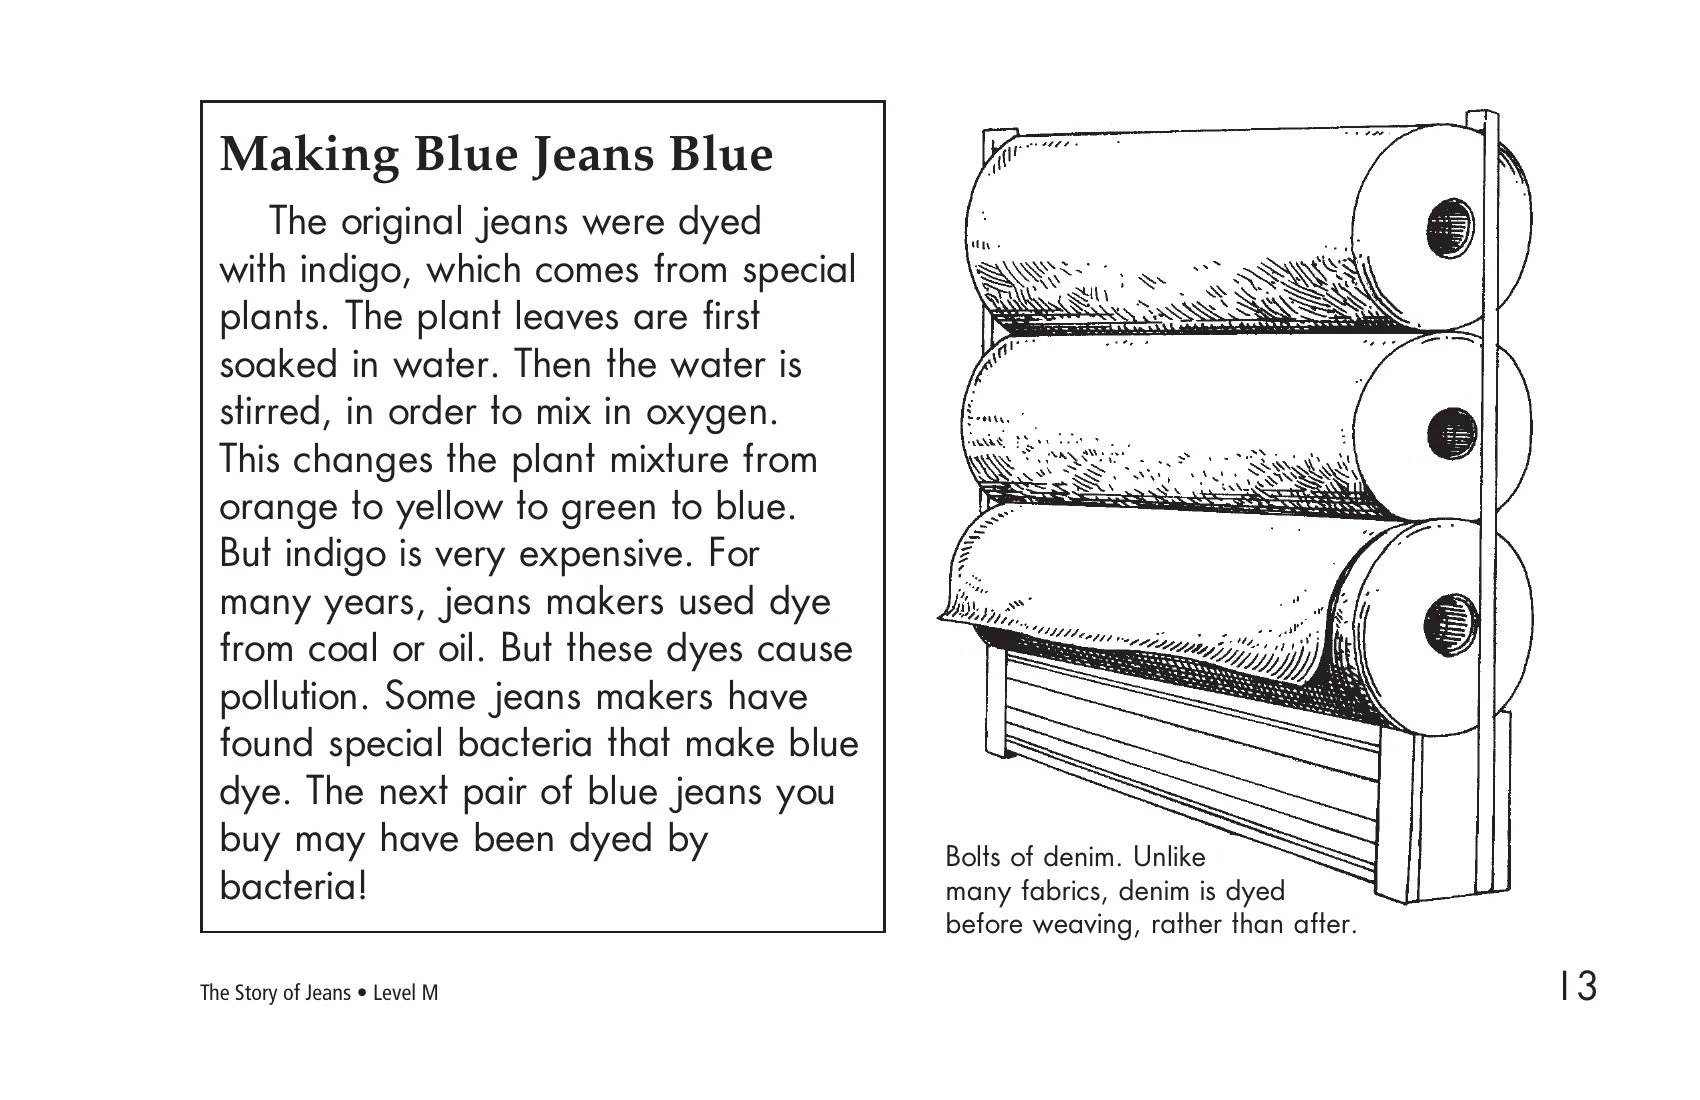 Making Blue Jeans Blue
The original jeans were dyed
with indigo, which comes from special
plants. The plant leaves are first
soaked in water. Then the water is
stirred, in order to mix in oxygen.
This changes the plant mixture from
orange to yellow to green to blue.
But indigo is very expensive. For
many years, jeans makers used dye
from coal or oil. But these dyes cause
pollution. Some jeans makers have
found special bacteria that make blue
dye. The next pair of blue jeans you
buy may have been dyed by
bacteria!
Bolts of denim. Unlike
many fabrics, denim is dyed
before weaving, rather than after.
The Story of Jeans • Level M
13